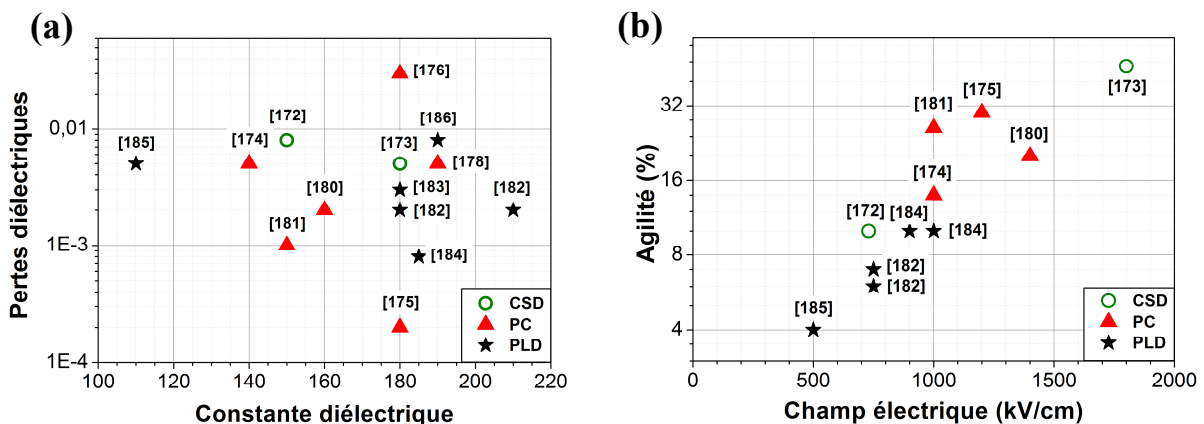 (a)
Pertes diélectriques
0,01
1E-3
1E-4
[176]
[172]
[186]
[185]
[174]
[173]
[178]
[180]
[183]
[182]
[182]
[181]
[184]
[175]
CSD
PC
PLD
100 120 140 160 180 200 220
Constante diélectrique
(b)
Agilité (%)
32
16
8
4
[173]
[175]
[181]
[180]
[174]
[172]
[184]
[184]
[182]
[182]
[185]
CSD
PC
PLD
0 500 1000 1500 2000
Champ électrique (kV/cm)